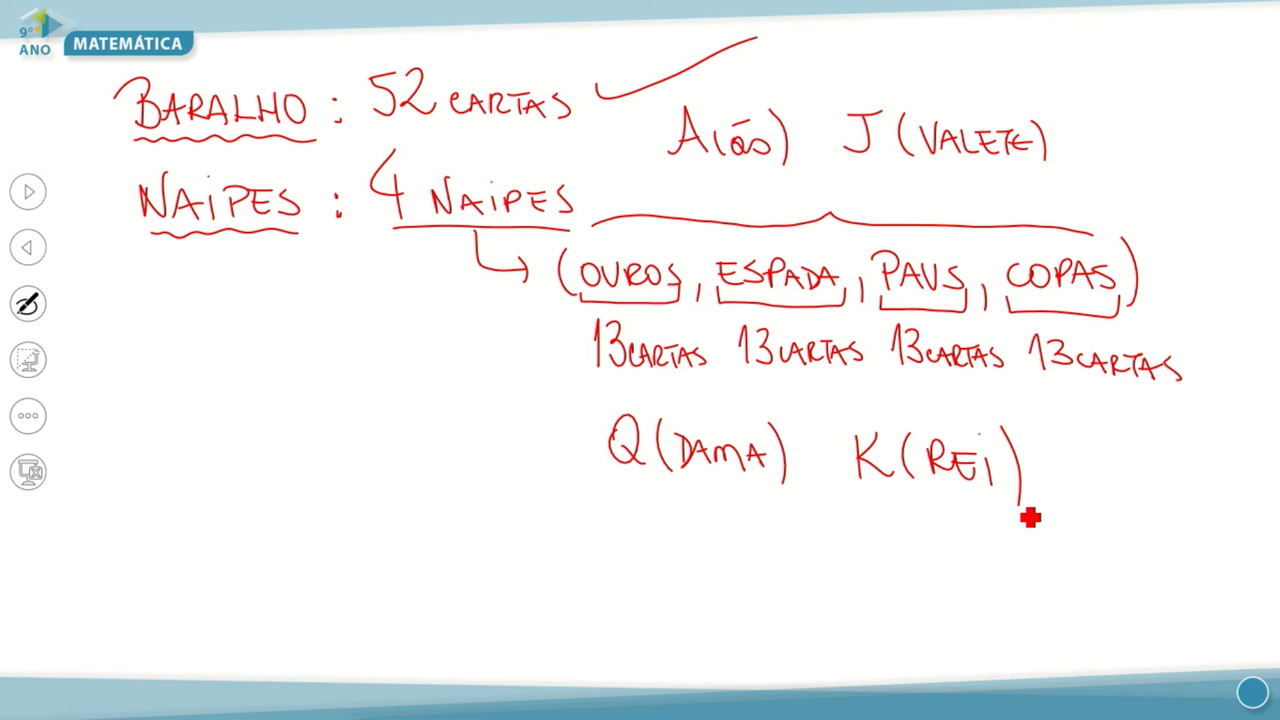 9º
ANO
MATEMÁTICA
BARALHO : 52 CARTAS
A (ás) J (VALETE)
NAiPES : 4 NAiPES
(OUROS, ESPADA, PAUS, COPAS)
13 CARTAS 13 CARTAS 13 CARTAS 13 CARTAS
Q (DAMA) K (REi)